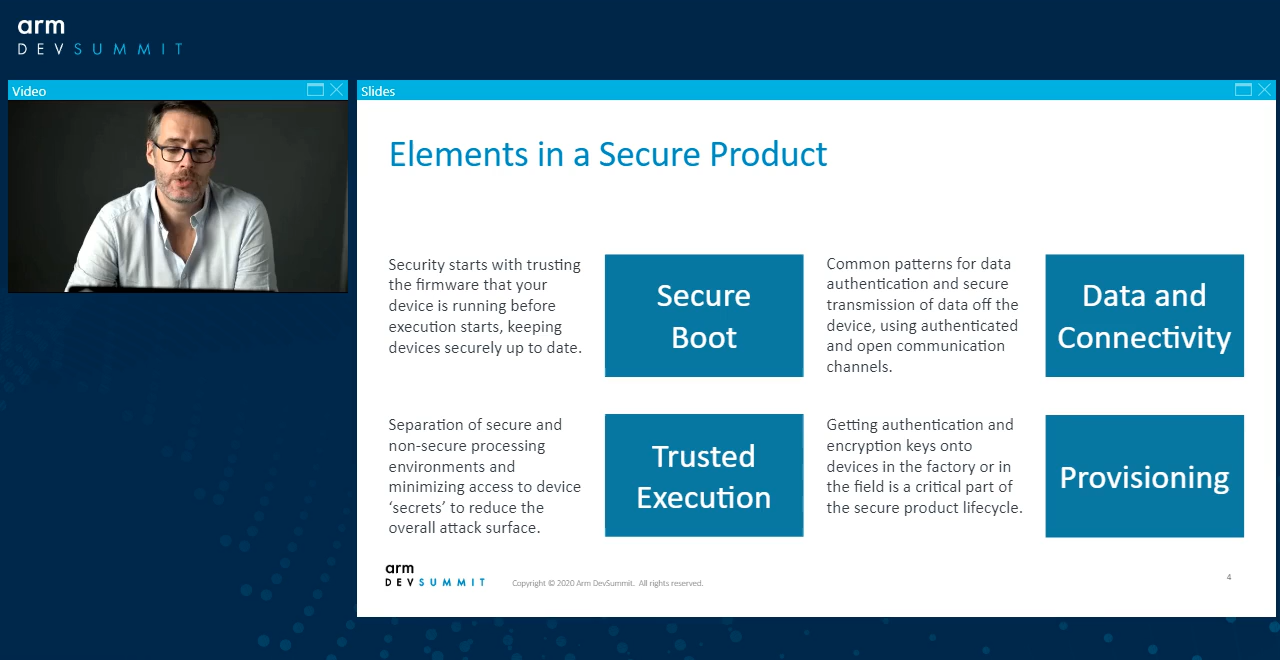 arm
DEVSUMMIT
Video
Slides
Elements in a Secure Product
Security starts with trusting
the firmware that your
device is running before
execution starts, keeping
devices securely up to date.
Secure
Boot
Common patterns for data
authentication and secure
transmission of data off the
device, using authenticated
and open communication
channels.
Data and
Connectivity
Separation of secure and
non-secure processing
environments and
minimizing access to device
‘secrets’ to reduce the
overall attack surface.
Trusted
Execution
Getting authentication and
encryption keys onto
devices in the factory or in
the field is a critical part of
the secure product lifecycle.
Provisioning
arm
DEVSUMMIT
Copyright © 2020 Arm DevSummit. All rights reserved.
4